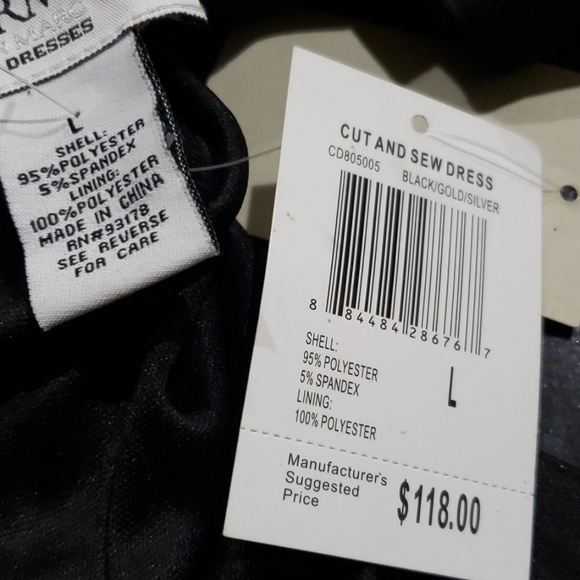 DRESSES
L
SHELL:
95% POLYESTER
5% SPANDEX
LINING:
100% POLYESTER
MADE IN CHINA
RN#93178
SEE REVERSE
FOR CARE
CUT AND SEW DRESS
CD805005 BLACK/GOLD/SILVER
8 84484 28676 7
SHELL:
95% POLYESTER
5% SPANDEX
LINING:
100% POLYESTER
L
Manufacturer's
Suggested
Price
$118.00